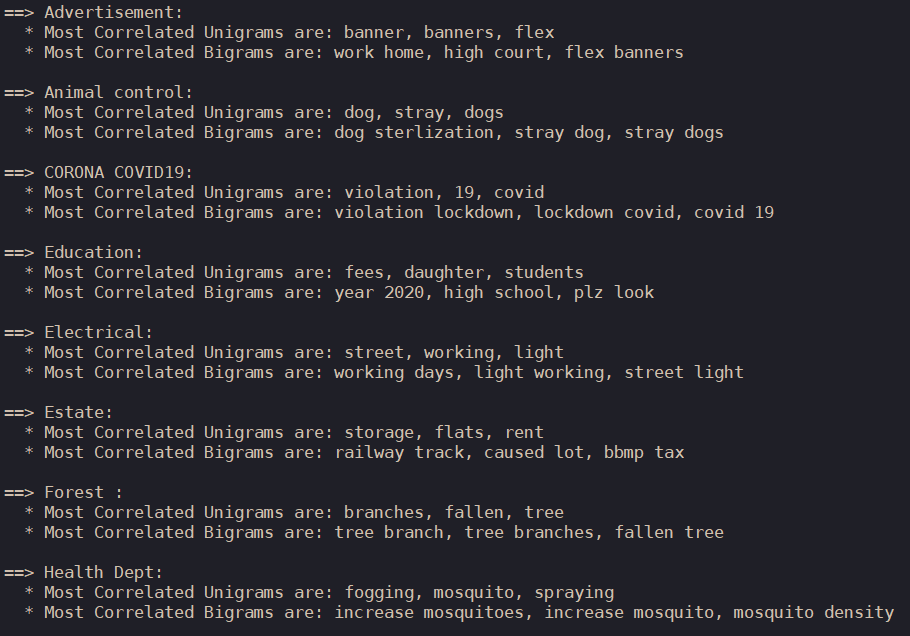 ==> Advertisement:
* Most Correlated Unigrams are: banner, banners, flex
* Most Correlated Bigrams are: work home, high court, flex banners
==> Animal control:
* Most Correlated Unigrams are: dog, stray, dogs
* Most Correlated Bigrams are: dog sterlization, stray dog, stray dogs
==> CORONA COVID19:
* Most Correlated Unigrams are: violation, 19, covid
* Most Correlated Bigrams are: violation lockdown, lockdown covid, covid 19
==> Education:
* Most Correlated Unigrams are: fees, daughter, students
* Most Correlated Bigrams are: year 2020, high school, plz look
==> Electrical:
* Most Correlated Unigrams are: street, working, light
* Most Correlated Bigrams are: working days, light working, street light
==> Estate:
* Most Correlated Unigrams are: storage, flats, rent
* Most Correlated Bigrams are: railway track, caused lot, bbmp tax
==> Forest :
* Most Correlated Unigrams are: branches, fallen, tree
* Most Correlated Bigrams are: tree branch, tree branches, fallen tree
==> Health Dept:
* Most Correlated Unigrams are: fogging, mosquito, spraying
* Most Correlated Bigrams are: increase mosquitoes, increase mosquito, mosquito density